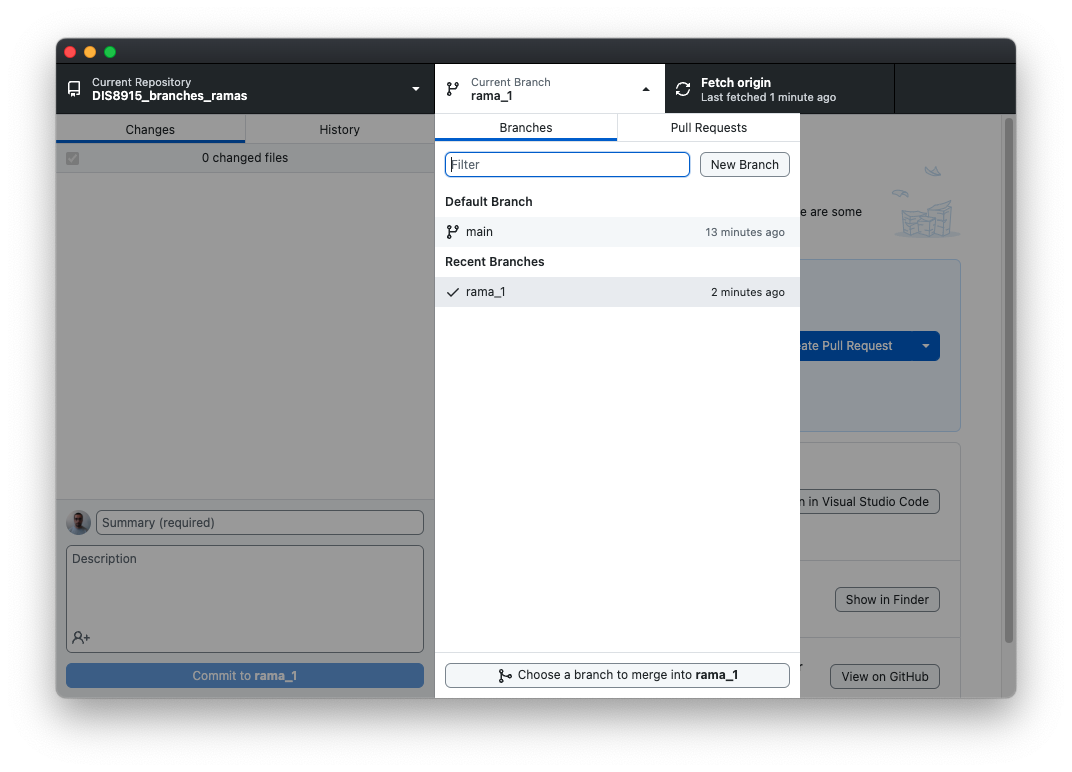 Current Repository
DIS8915_branches_ramas
Current Branch
rama_1
Fetch origin
Last fetched 1 minute ago
Changes
History
0 changed files
Branches
Pull Requests
Filter
New Branch
Default Branch
main
13 minutes ago
Recent Branches
rama_1
2 minutes ago
e are some
ate Pull Request
n in Visual Studio Code
Show in Finder
View on GitHub
Summary (required)
Description
Commit to rama_1
Choose a branch to merge into rama_1